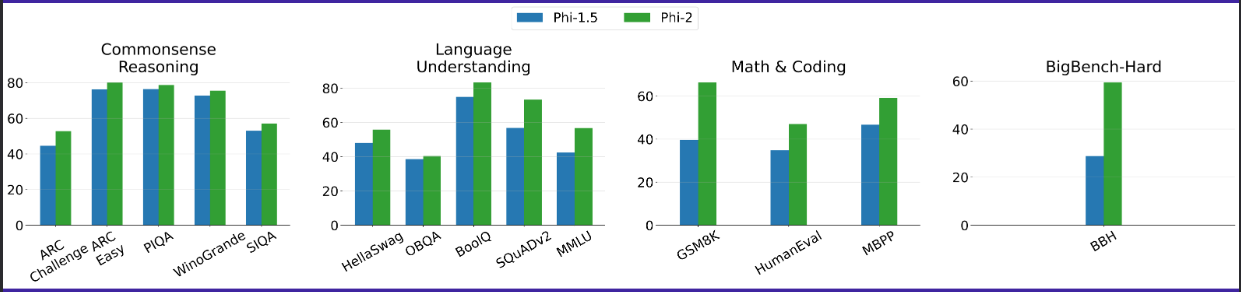 Phi-1.5 Phi-2
Commonsense
Reasoning
80
60
40
20
0
ARC
Challenge
ARC
Easy
PIQA
WinoGrande
SIQA
Language
Understanding
80
60
40
20
0
HellaSwag
OBQA
BoolQ
SQuADv2
MMLU
Math & Coding
60
40
20
0
GSM8K
HumanEval
MBPP
BigBench-Hard
60
40
20
0
BBH